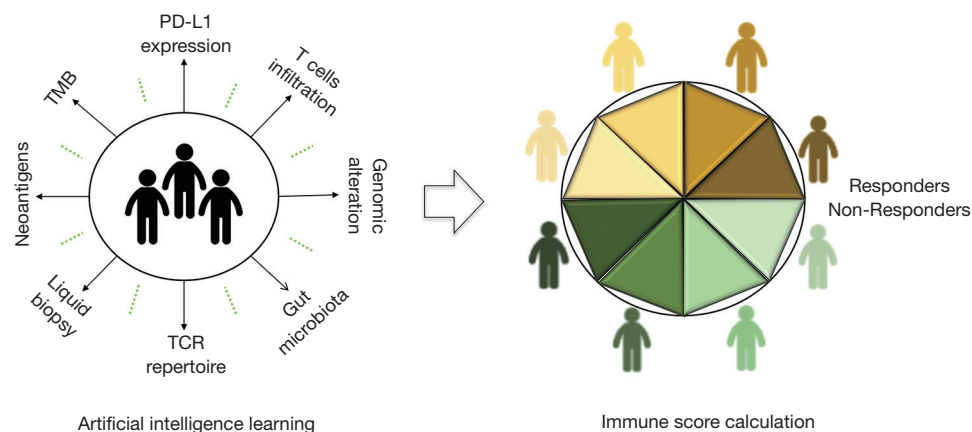 PD-L1
expression
T cells
infiltration
Genomic
alteration
Gut
microbiota
TCR
repertoire
Liquid
biopsy
Neoantigens
TMB
Artificial intelligence learning
Responders
Non-Responders
Immune score calculation